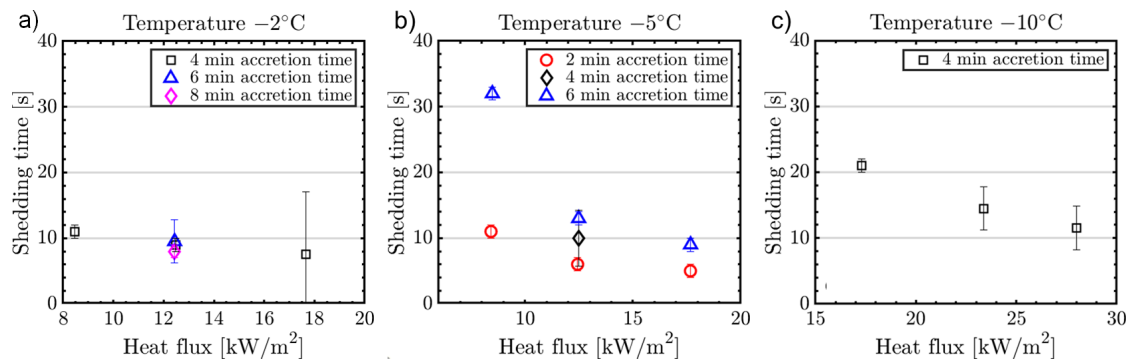 a)
Temperature −2°C
40
30
20
10
0
Shedding time [s]
4 min accretion time
6 min accretion time
8 min accretion time
8 10 12 14 16 18 20
Heat flux [kW/m²]
b)
Temperature −5°C
40
30
20
10
0
Shedding time [s]
2 min accretion time
4 min accretion time
6 min accretion time
10 15 20
Heat flux [kW/m²]
c)
Temperature −10°C
40
30
20
10
0
Shedding time [s]
4 min accretion time
15 20 25 30
Heat flux [kW/m²]